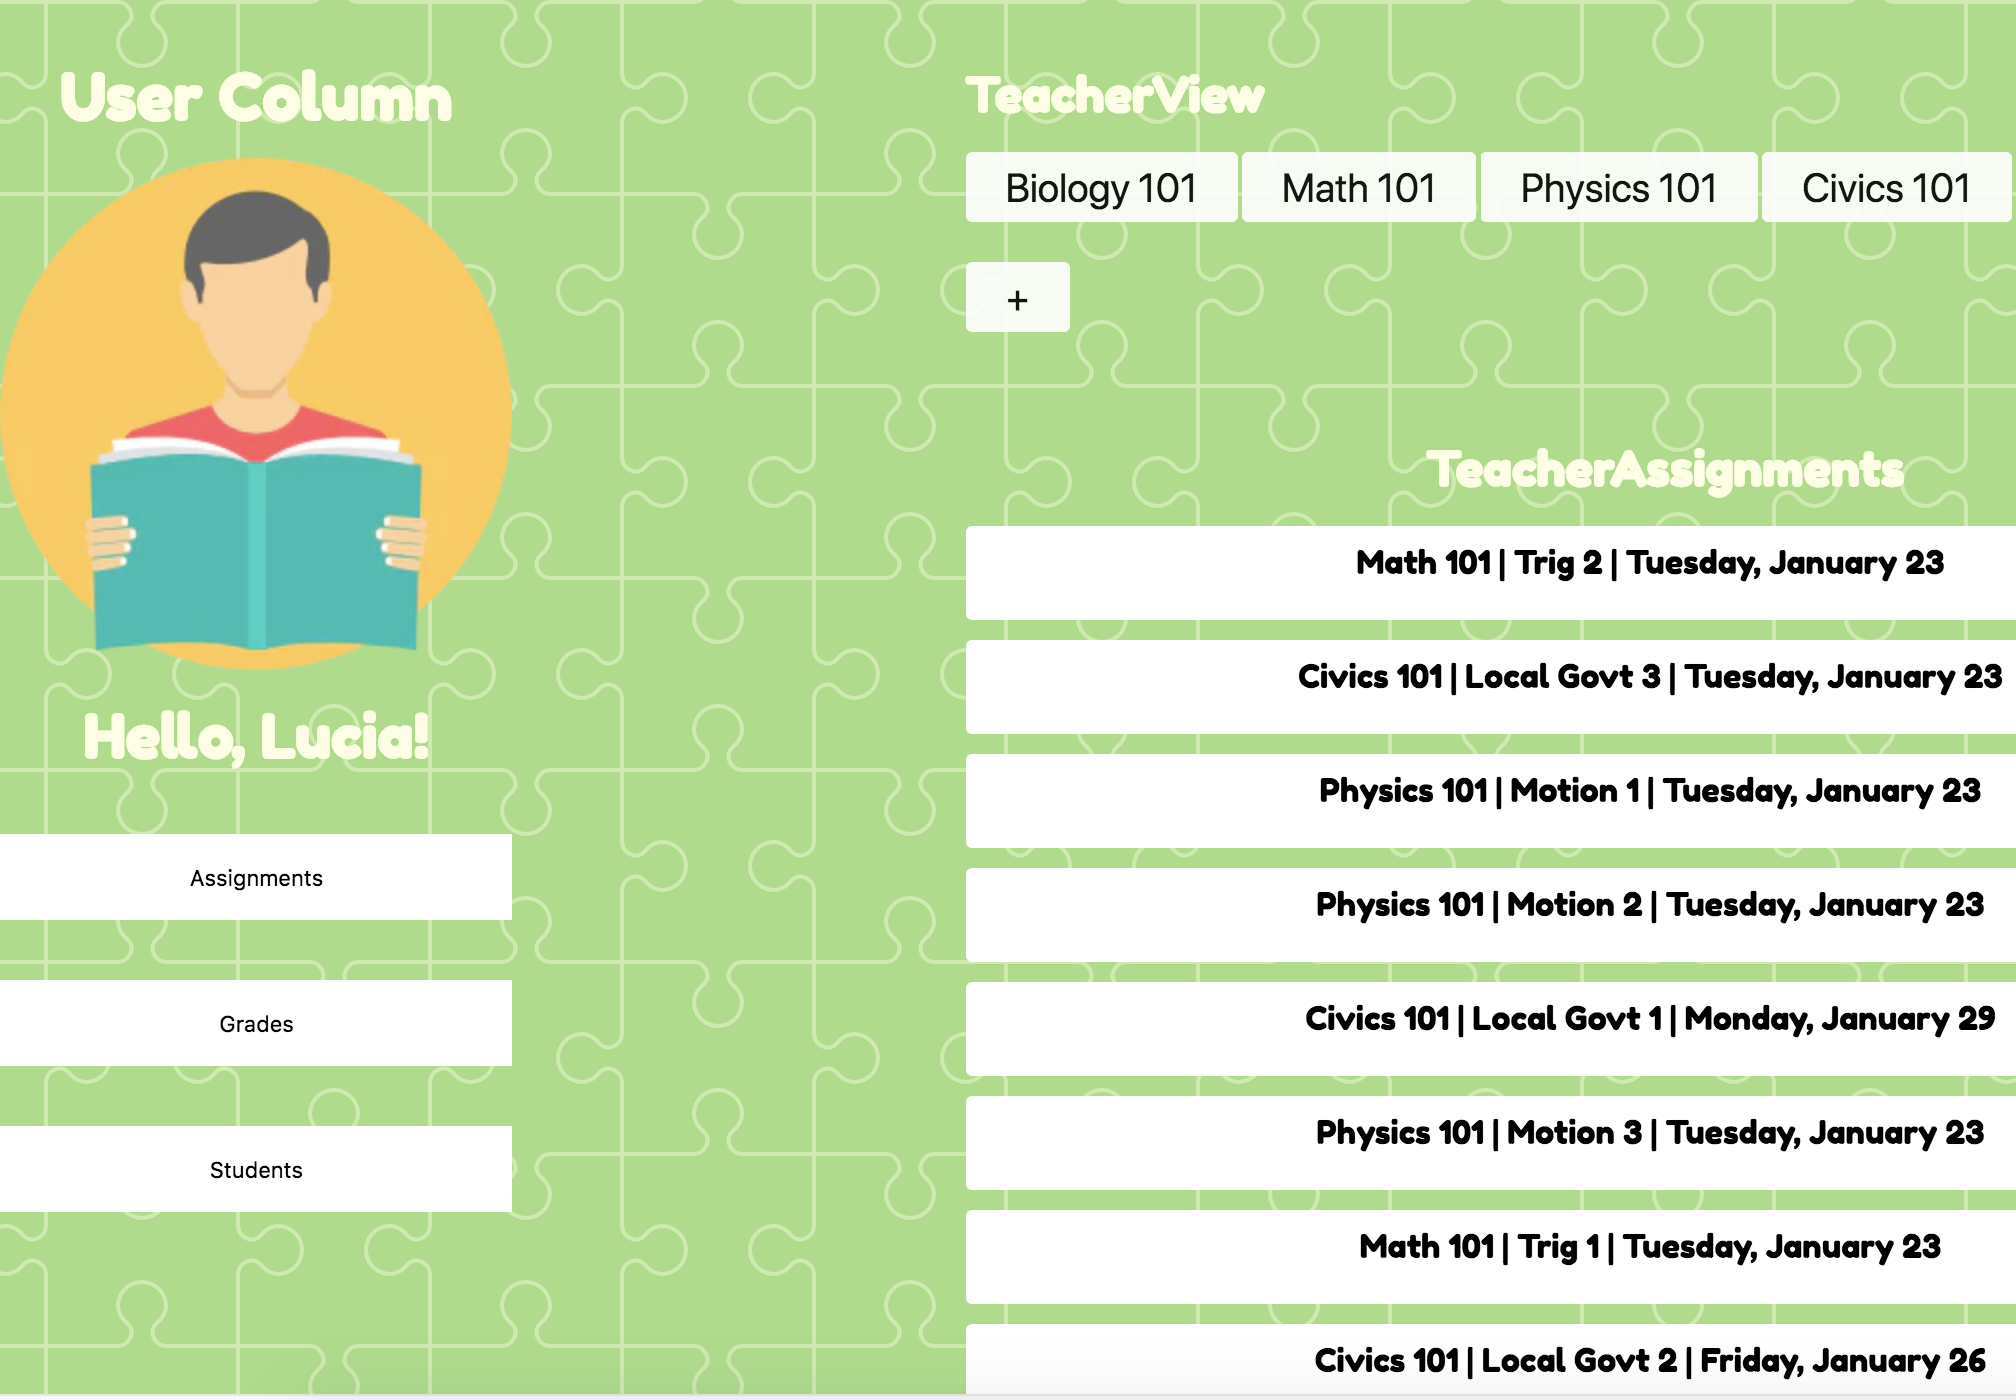 User Column
Hello, Lucia!
Assignments
Grades
Students
TeacherView
Biology 101
Math 101
Physics 101
Civics 101
+
TeacherAssignments
Math 101 | Trig 2 | Tuesday, January 23
Civics 101 | Local Govt 3 | Tuesday, January 23
Physics 101 | Motion 1 | Tuesday, January 23
Physics 101 | Motion 2 | Tuesday, January 23
Civics 101 | Local Govt 1 | Monday, January 29
Physics 101 | Motion 3 | Tuesday, January 23
Math 101 | Trig 1 | Tuesday, January 23
Civics 101 | Local Govt 2 | Friday, January 26